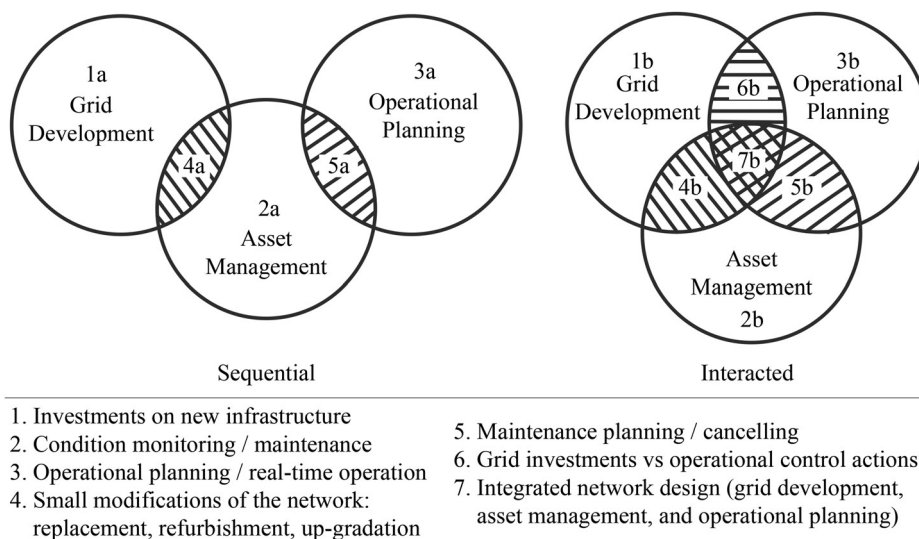 1a
Grid
Development
3a
Operational
Planning
4a
5a
2a
Asset
Management
Sequential
1b
Grid
Development
3b
Operational
Planning
6b
7b
4b
5b
Asset
Management
2b
Interacted
1. Investments on new infrastructure
2. Condition monitoring / maintenance
3. Operational planning / real-time operation
4. Small modifications of the network:
replacement, refurbishment, up-gradation
5. Maintenance planning / cancelling
6. Grid investments vs operational control actions
7. Integrated network design (grid development,
asset management, and operational planning)